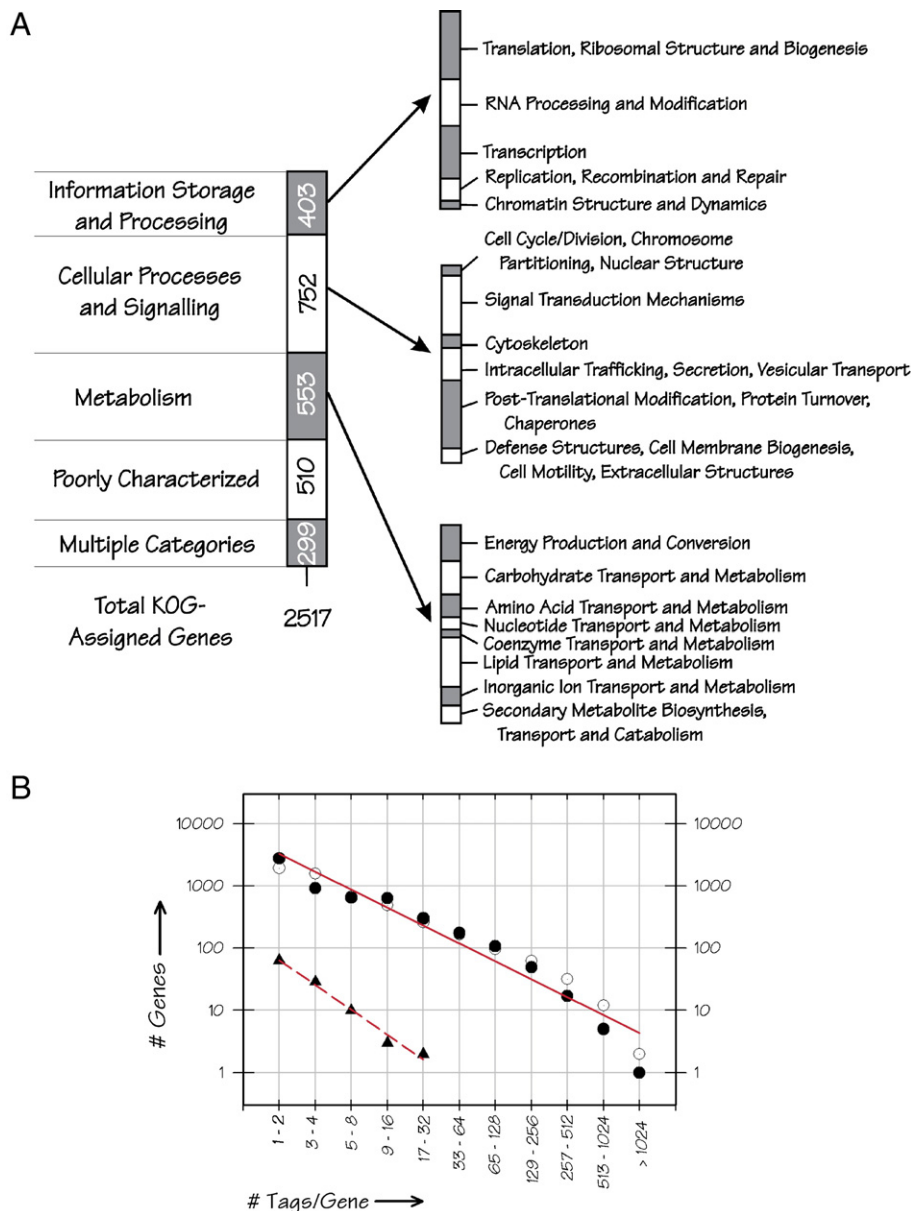 A
Information Storage
and Processing
403
Cellular Processes
and Signalling
752
Metabolism
553
Poorly Characterized
510
Multiple Categories
299
Total KOG-
Assigned Genes
2517
Translation, Ribosomal Structure and Biogenesis
RNA Processing and Modification
Transcription
Replication, Recombination and Repair
Chromatin Structure and Dynamics
Cell Cycle/Division, Chromosome
Partitioning, Nuclear Structure
Signal Transduction Mechanisms
Cytoskeleton
Intracellular Trafficking, Secretion, Vesicular Transport
Post-Translational Modification, Protein Turnover,
Chaperones
Defense Structures, Cell Membrane Biogenesis,
Cell Motility, Extracellular Structures
Energy Production and Conversion
Carbohydrate Transport and Metabolism
Amino Acid Transport and Metabolism
Nucleotide Transport and Metabolism
Coenzyme Transport and Metabolism
Lipid Transport and Metabolism
Inorganic Ion Transport and Metabolism
Secondary Metabolite Biosynthesis,
Transport and Catabolism
B
# Genes
10000
1000
100
10
1
10000
1000
100
10
1
1 - 2
3 - 4
5 - 8
9 - 16
17 - 32
33 - 64
65 - 128
129 - 256
257 - 512
513 - 1024
> 1024
# Tags/Gene